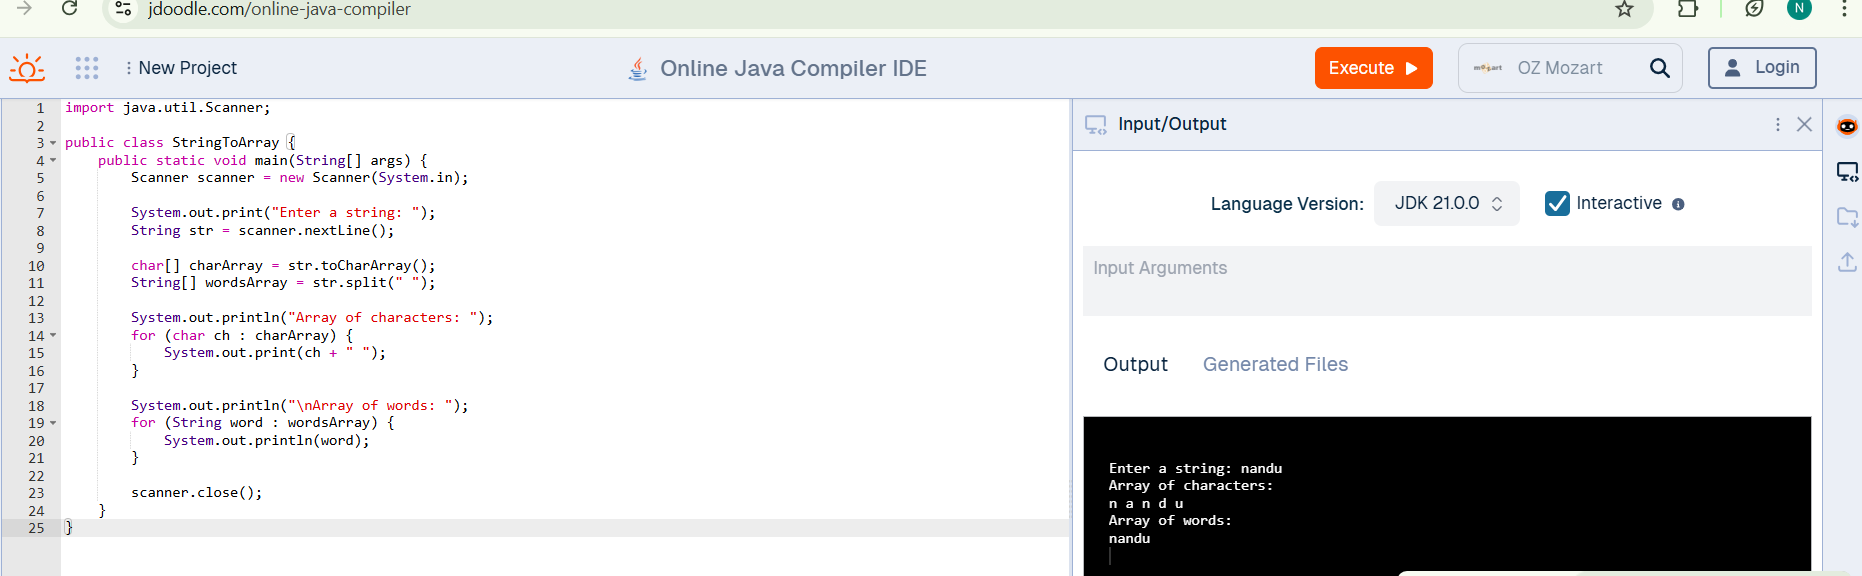 jdoodle.com/online-java-compiler
N
New Project
Online Java Compiler IDE
Execute
mozart
OZ Mozart
Login
1 import java.util.Scanner;
2
3 public class StringToArray {
4     public static void main(String[] args) {
5         Scanner scanner = new Scanner(System.in);
6
7         System.out.print("Enter a string: ");
8         String str = scanner.nextLine();
9
10         char[] charArray = str.toCharArray();
11         String[] wordsArray = str.split(" ");
12
13         System.out.println("Array of characters: ");
14         for (char ch : charArray) {
15             System.out.print(ch + " ");
16         }
17
18         System.out.println("\nArray of words: ");
19         for (String word : wordsArray) {
20             System.out.println(word);
21         }
22
23         scanner.close();
24     }
25 }
Input/Output
Language Version:
JDK 21.0.0
Interactive
Input Arguments
Output
Generated Files
Enter a string: nandu
Array of characters:
n a n d u
Array of words:
nandu